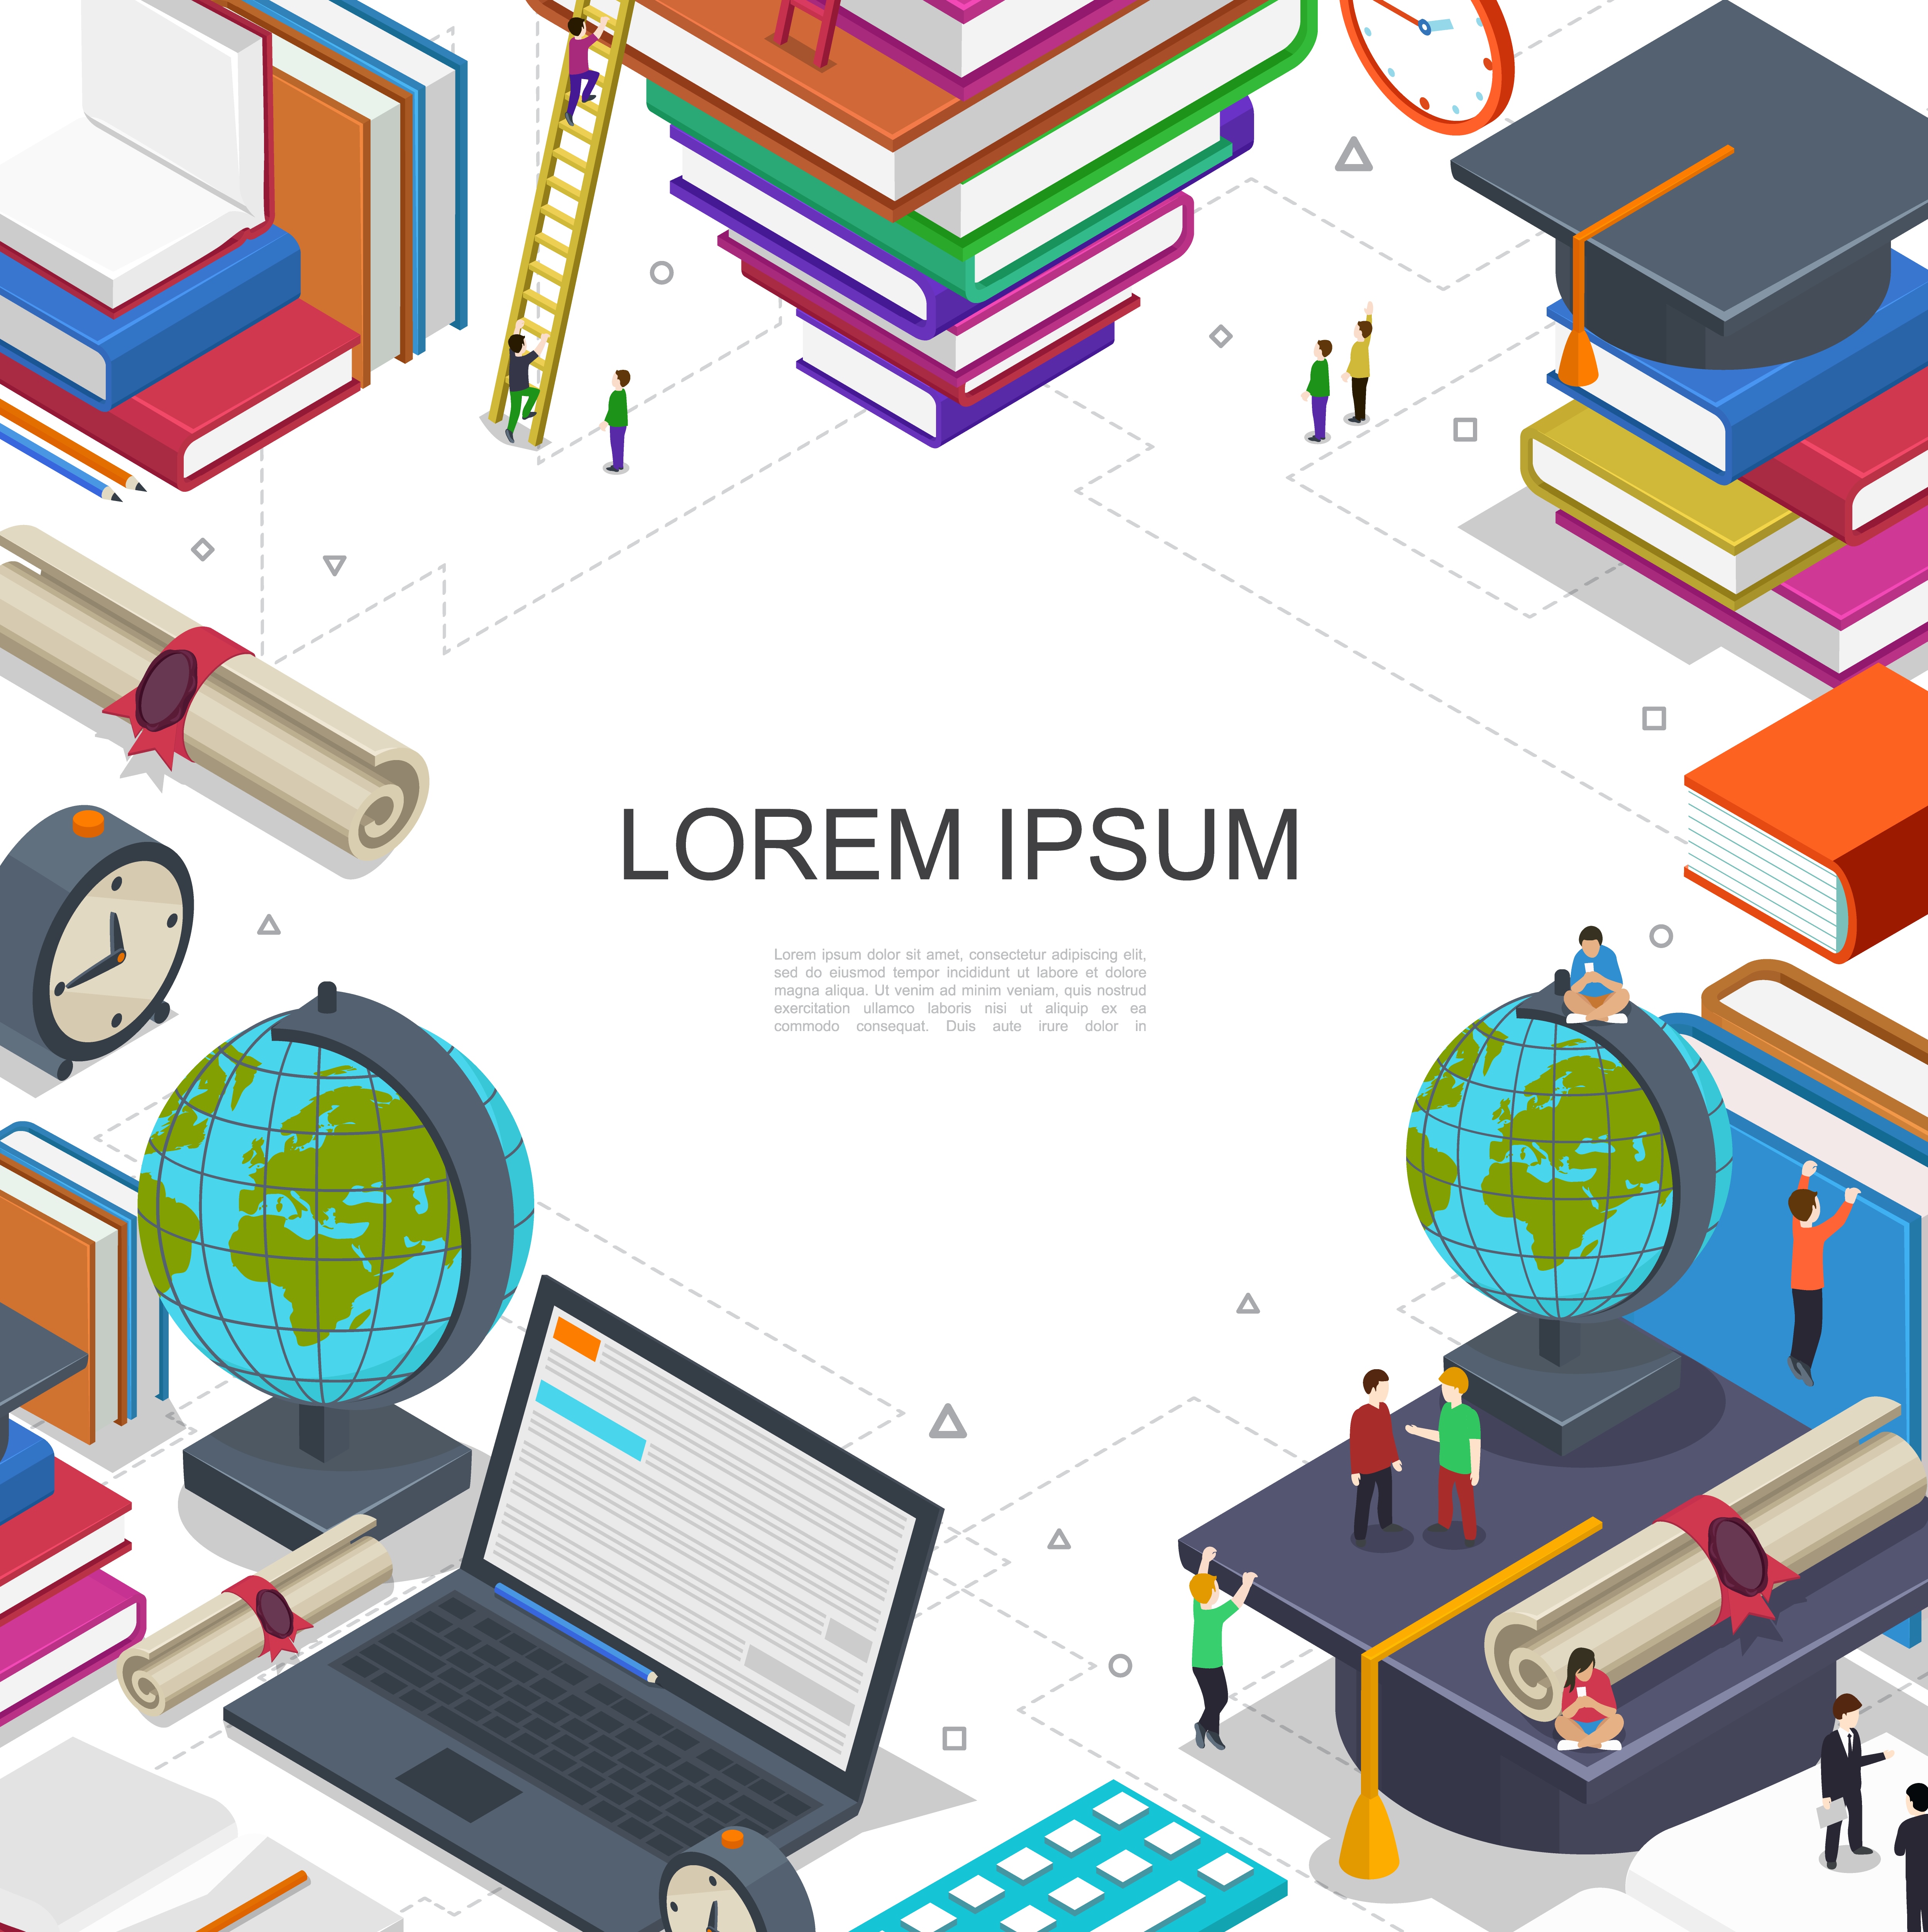 LOREM IPSUM
Lorem ipsum dolor sit amet, consectetur adipiscing elit,
sed do eiusmod tempor incididunt ut labore et dolore
magna aliqua. Ut venim ad minim veniam, quis nostrud
exercitation ullamco laboris nisi ut aliquip ex ea
commodo consequat. Duis aute irure dolor in